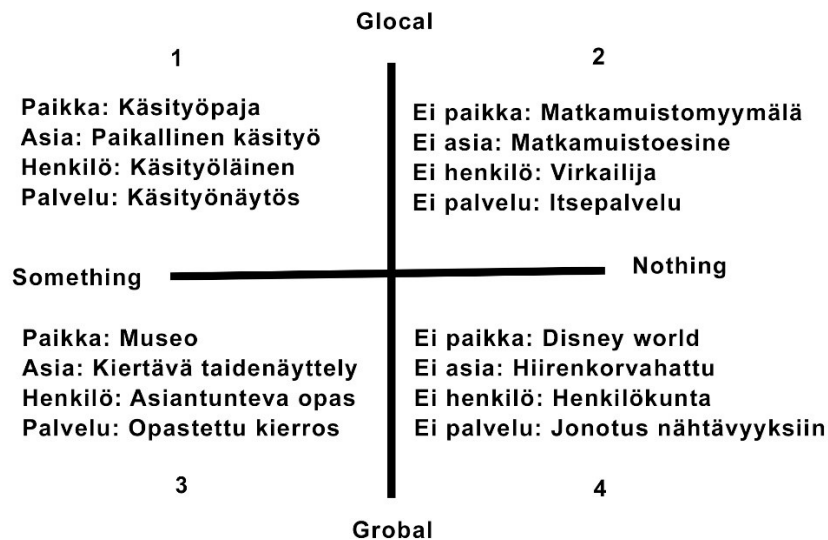 Glocal
1
Paikka: Käsityöpaja
Asia: Paikallinen käsityö
Henkilö: Käsityöläinen
Palvelu: Käsityönäytös
2
Ei paikka: Matkamuistomyymälä
Ei asia: Matkamuistoesine
Ei henkilö: Virkailija
Ei palvelu: Itsepalvelu
Something
Nothing
Paikka: Museo
Asia: Kiertävä taidenäyttely
Henkilö: Asiantunteva opas
Palvelu: Opastettu kierros
3
Ei paikka: Disney world
Ei asia: Hiirenkorvahattu
Ei henkilö: Henkilökunta
Ei palvelu: Jonotus nähtävyyksiin
4
Grobal